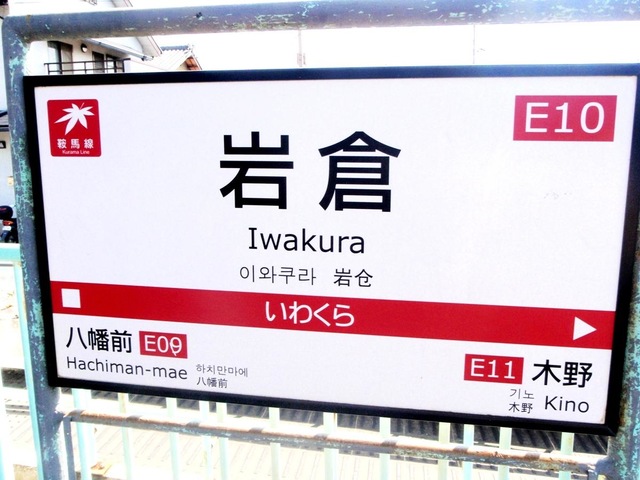 鞍馬線
Kurama Line
E10
岩倉
Iwakura
이와쿠라 岩仓
いわくら
八幡前 E09
Hachiman-mae
하치만마에
八幡前
E11 木野
기노
木野
Kino